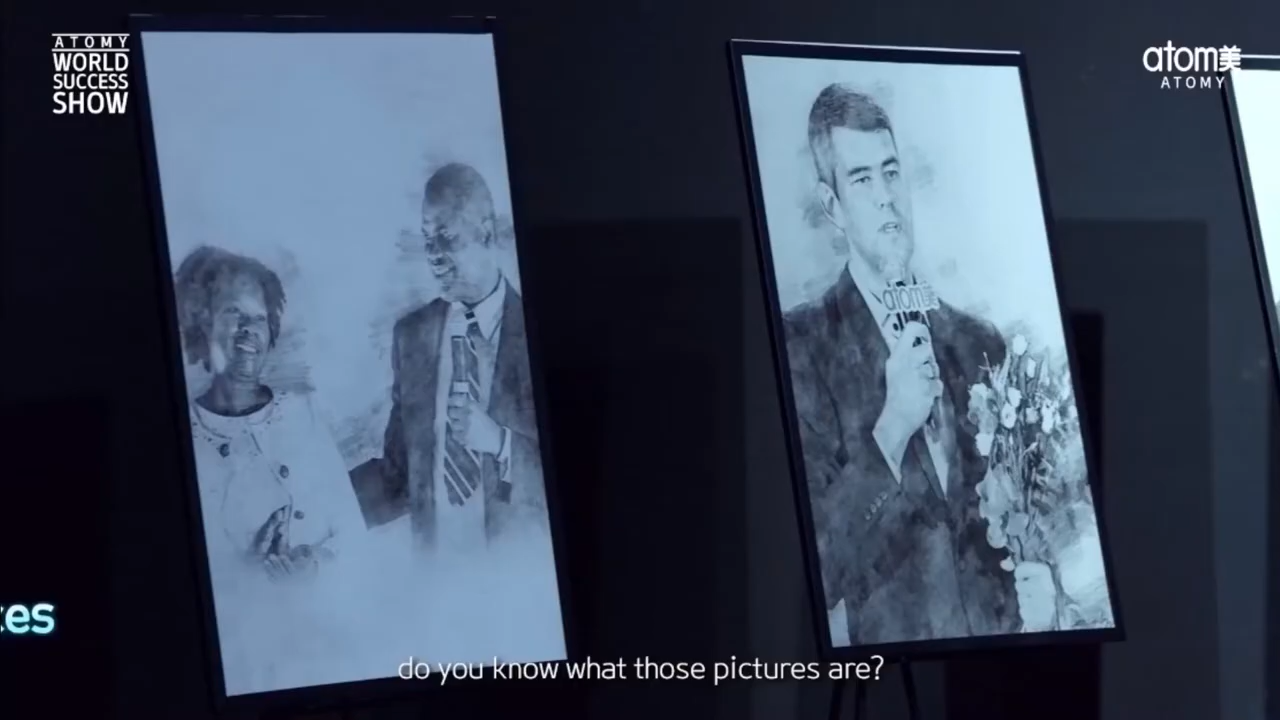 ATOMY
WORLD
SUCCESS
SHOW
atom美
ATOMY
atom美
es
do you know what those pictures are?